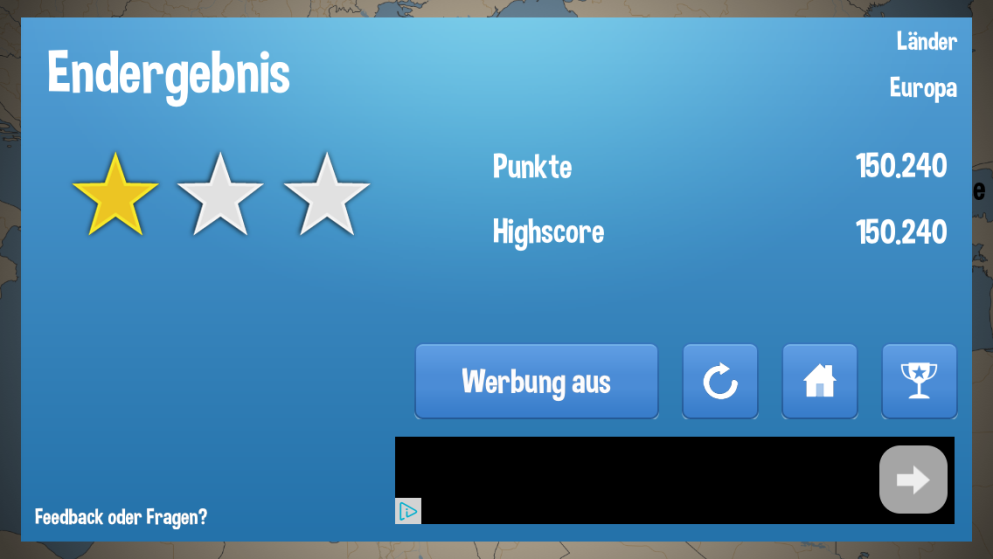 Endergebnis
Länder
Europa
Punkte 150.240
Highscore 150.240
Werbung aus
Feedback oder Fragen?
e